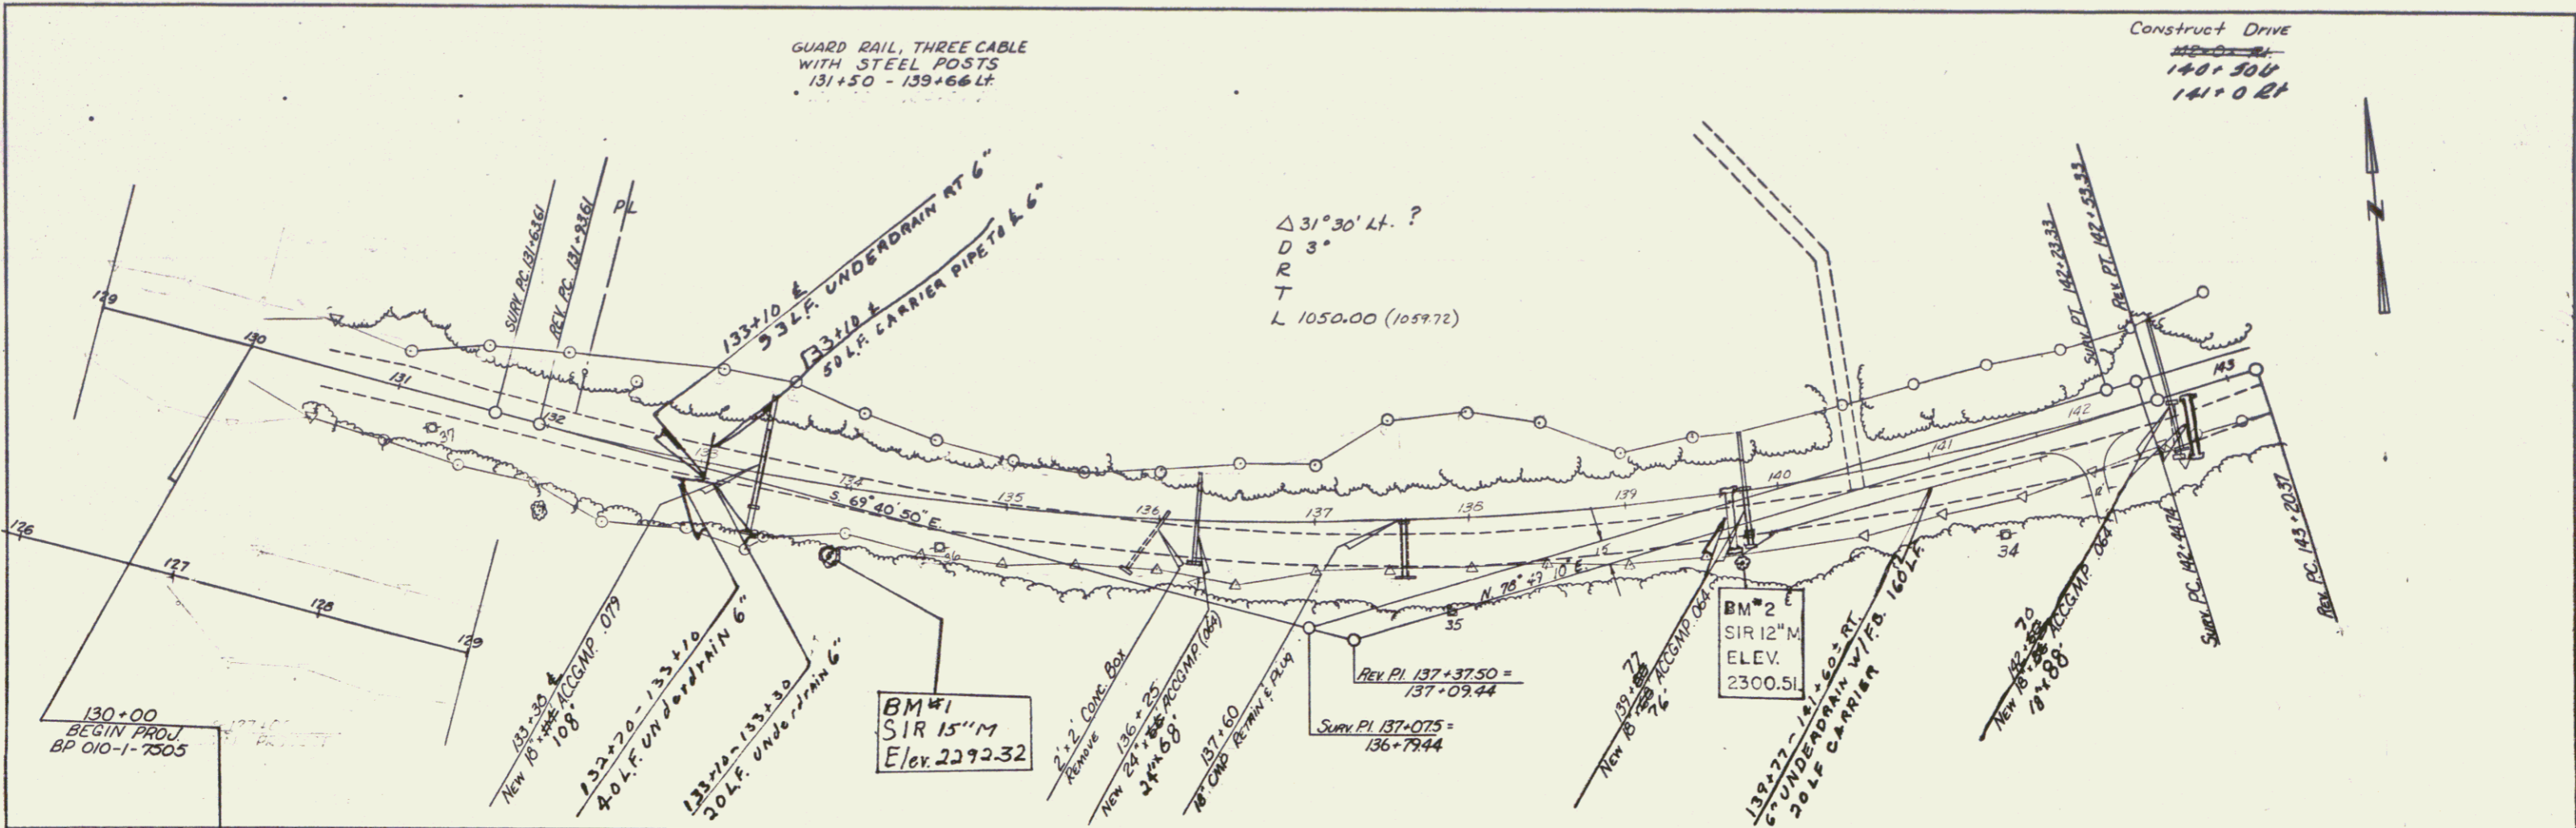 GUARD RAIL, THREE CABLE
WITH STEEL POSTS
131+50 - 139+66 Lt.
Construct Drive
140+50 Lt
141+0 Rt
N
SURV. P.C. 131+63.61
REV. P.C. 131+93.61
PL
133+10 ℄
53 L.F. UNDERDRAIN RT 6"
133+10 ℄
50 L.F. CARRIER PIPE TO ℄ 6"
△ 31°30' Lt. ?
D 3°
R
T
L 1050.00 (1059.72)
SURV. PT. 142+23.33
REV. PT. 142+53.33
129
130
131
132
133
134
135
136
137
138
139
140
141
142
143
37
36
35
34
S. 69° 40' 50" E.
N. 78° 47' 10" E.
15
126
127
128
129
130+00
BEGIN PROJ.
BP 010-1-7505
133+30 ℄
NEW 18" x ACCGMP .079
108'
132+70 - 133+10
40 L.F. Underdrain 6"
133+10 - 133+30
20 L.F. Underdrain 6"
BM #1
SIR 15" M
Elev. 2292.32
2' x 2' CONC. BOX
REMOVE
136+25
NEW 24" x ACCGMP (.064)
24" x 68'
137+60
18" CMP RETAIN & PLUG
REV. P.I. 137+37.50 =
137+09.44
SURV. P.I. 137+07.5 =
136+79.44
139+77
NEW 18" x ACCGMP .064
76'
BM #2
SIR 12" M
ELEV.
2300.51
139+77 - 141+60± RT.
6" UNDERDRAIN W/F.B. 160 L.F.
20 LF CARRIER
142+70
NEW 18" x ACCGMP .064
18" x 88'
SURV. P.C. 142+44.74
REV. P.C. 143+20.37